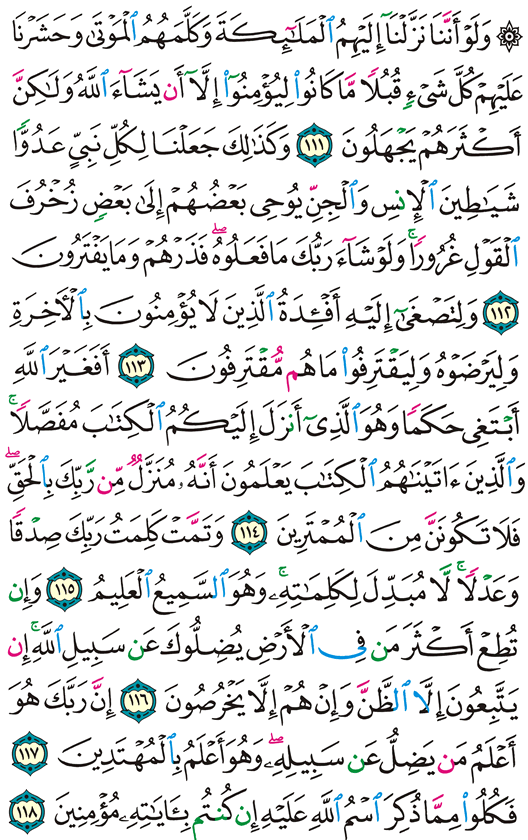 ۞ وَلَوْ أَنَّنَا نَزَّلْنَآ إِلَيْهِمُ ٱلْمَلَٰٓئِكَةَ وَكَلَّمَهُمُ ٱلْمَوْتَىٰ وَحَشَرْنَا
عَلَيْهِمْ كُلَّ شَىْءٍ قُبُلًا مَّا كَانُوا۟ لِيُؤْمِنُوٓا۟ إِلَّآ أَن يَشَآءَ ٱللَّهُ وَلَٰكِنَّ
أَكْثَرَهُمْ يَجْهَلُونَ ١١١ وَكَذَٰلِكَ جَعَلْنَا لِكُلِّ نَبِىٍّ عَدُوًّا
شَيَٰطِينَ ٱلْإِنسِ وَٱلْجِنِّ يُوحِى بَعْضُهُمْ إِلَىٰ بَعْضٍ زُخْرُفَ
ٱلْقَوْلِ غُرُورًا ۚ وَلَوْ شَآءَ رَبُّكَ مَا فَعَلُوهُ ۖ فَذَرْهُمْ وَمَا يَفْتَرُونَ
١١٢ وَلِتَصْغَىٰٓ إِلَيْهِ أَفْـِٔدَةُ ٱلَّذِينَ لَا يُؤْمِنُونَ بِٱلْءَاخِرَةِ
وَلِيَرْضَوْهُ وَلِيَقْتَرِفُوا۟ مَا هُم مُّقْتَرِفُونَ ١١٣ أَفَغَيْرَ ٱللَّهِ
أَبْتَغِى حَكَمًا وَهُوَ ٱلَّذِىٓ أَنزَلَ إِلَيْكُمُ ٱلْكِتَٰبَ مُفَصَّلًا ۚ
وَٱلَّذِينَ ءَاتَيْنَٰهُمُ ٱلْكِتَٰبَ يَعْلَمُونَ أَنَّهُۥ مُنَزَّلٌ مِّن رَّبِّكَ بِٱلْحَقِّ ۖ
فَلَا تَكُونَنَّ مِنَ ٱلْمُمْتَرِينَ ١١٤ وَتَمَّتْ كَلِمَتُ رَبِّكَ صِدْقًا
وَعَدْلًا ۚ لَّا مُبَدِّلَ لِكَلِمَٰتِهِۦ ۚ وَهُوَ ٱلسَّمِيعُ ٱلْعَلِيمُ ١١٥ وَإِن
تُطِعْ أَكْثَرَ مَن فِى ٱلْأَرْضِ يُضِلُّوكَ عَن سَبِيلِ ٱللَّهِ ۚ إِن
يَتَّبِعُونَ إِلَّا ٱلظَّنَّ وَإِنْ هُمْ إِلَّا يَخْرُصُونَ ١١٦ إِنَّ رَبَّكَ هُوَ
أَعْلَمُ مَن يَضِلُّ عَن سَبِيلِهِۦ ۖ وَهُوَ أَعْلَمُ بِٱلْمُهْتَدِينَ ١١٧
فَكُلُوا۟ مِمَّا ذُكِرَ ٱسْمُ ٱللَّهِ عَلَيْهِ إِن كُنتُم بِـَٔايَٰتِهِۦ مُؤْمِنِينَ ١١٨